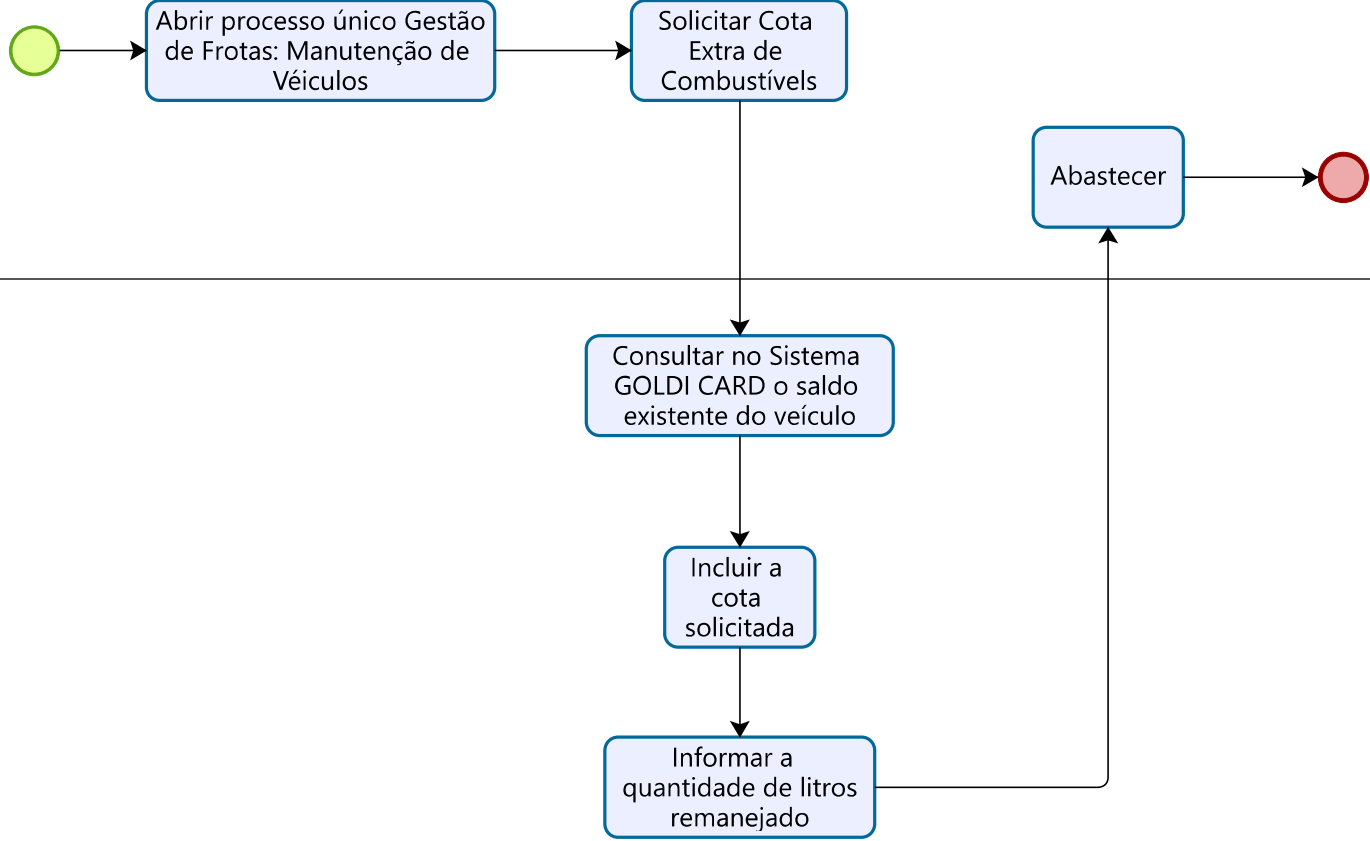 Abrir processo único Gestão
de Frotas: Manutenção de
Véiculos
Solicitar Cota
Extra de
Combustívels
Abastecer
Consultar no Sistema
GOLDI CARD o saldo
existente do veículo
Incluir a
cota
solicitada
Informar a
quantidade de litros
remanejado